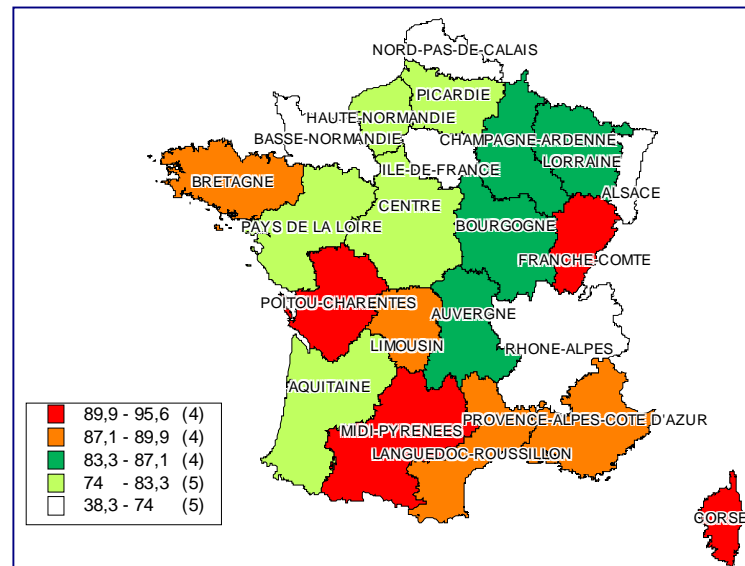 NORD-PAS-DE-CALAIS
PICARDIE
HAUTE-NORMANDIE
BASSE-NORMANDIE
CHAMPAGNE-ARDENNE
LORRAINE
ILE-DE-FRANCE
ALSACE
BRETAGNE
CENTRE
PAYS DE LA LOIRE
BOURGOGNE
FRANCHE-COMTE
POITOU-CHARENTES
AUVERGNE
LIMOUSIN
RHONE-ALPES
AQUITAINE
PROVENCE-ALPES-COTE D'AZUR
MIDI-PYRENEES
LANGUEDOC-ROUSSILLON
CORSE
89,9 - 95,6 (4)
87,1 - 89,9 (4)
83,3 - 87,1 (4)
74 - 83,3 (5)
38,3 - 74 (5)